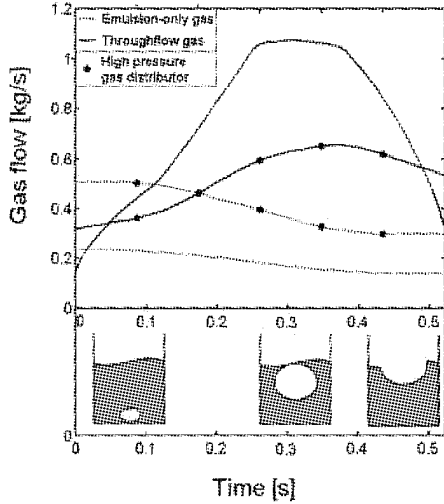 1.2
Emulsion-only gas
1
Throughflow gas
High pressure
gas distributor
0.8
0.6
0.4
0.2
0
Gas flow [kg/s]
0 0.1 0.2 0.3 0.4 0.5
0
0 0.1 0.2 0.3 0.4 0.5
Time [s]